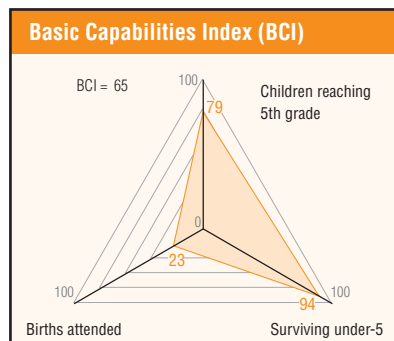 Basic Capabilities Index (BCI)
BCI = 65
100
Children reaching
5th grade
79
0
23
100
94
100
Births attended
Surviving under-5